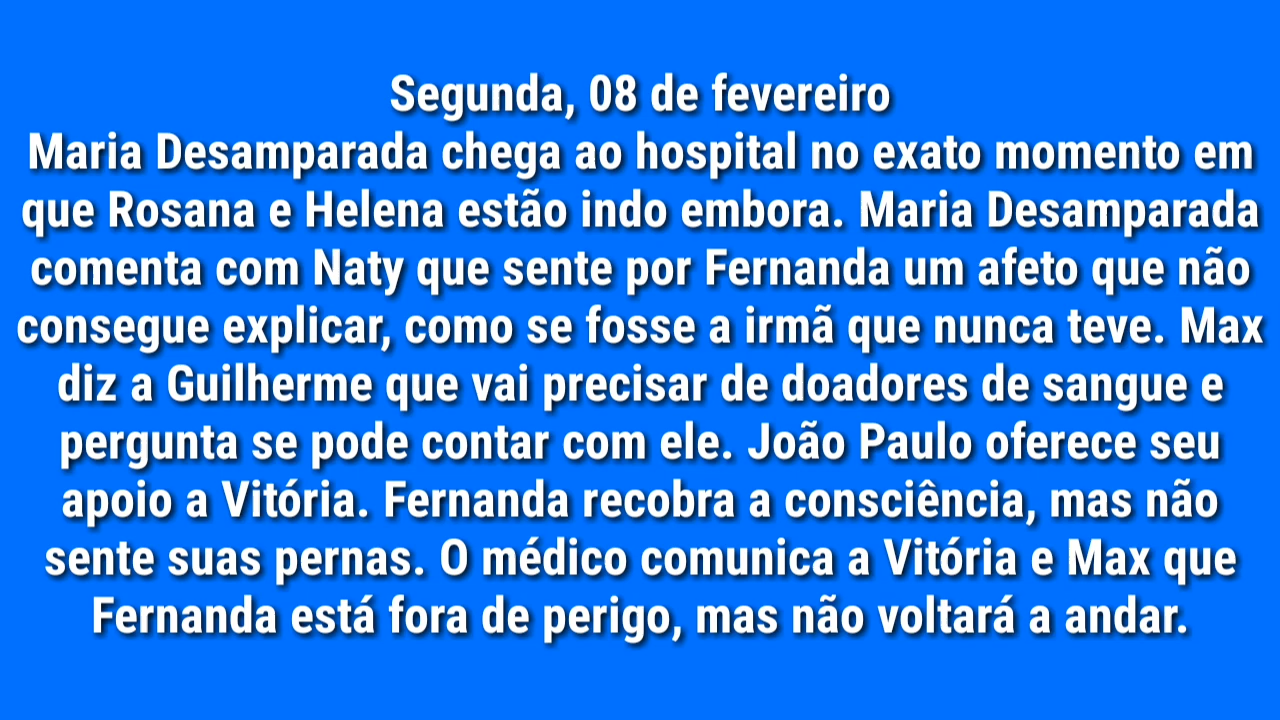 Segunda, 08 de fevereiro
Maria Desamparada chega ao hospital no exato momento em
que Rosana e Helena estão indo embora. Maria Desamparada
comenta com Naty que sente por Fernanda um afeto que não
consegue explicar, como se fosse a irmã que nunca teve. Max
diz a Guilherme que vai precisar de doadores de sangue e
pergunta se pode contar com ele. João Paulo oferece seu
apoio a Vitória. Fernanda recobra a consciência, mas não
sente suas pernas. O médico comunica a Vitória e Max que
Fernanda está fora de perigo, mas não voltará a andar.